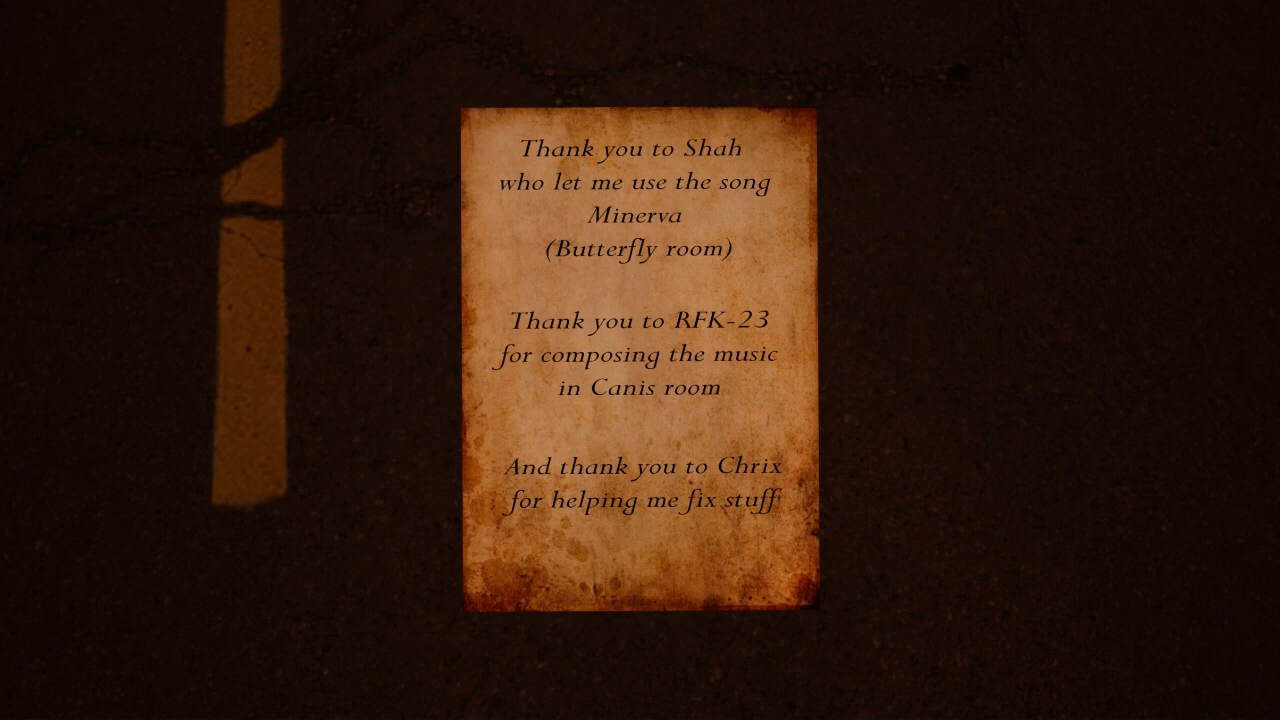 Thank you to Shah
who let me use the song
Minerva
(Butterfly room)
Thank you to RFK-23
for composing the music
in Canis room
And thank you to Chrix
for helping me fix stuff